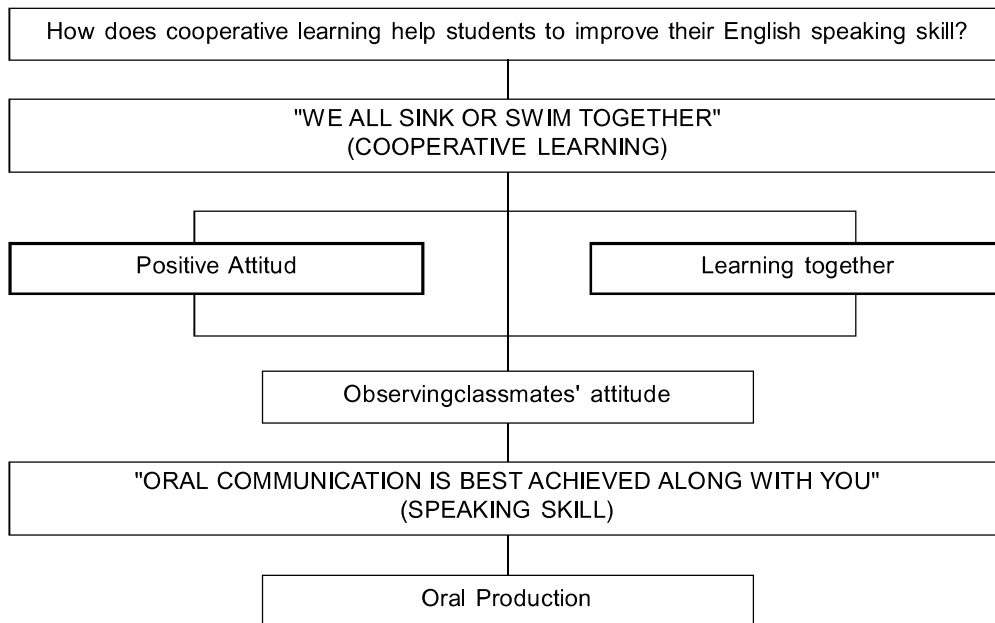 How does cooperative learning help students to improve their English speaking skill?
"WE ALL SINK OR SWIM TOGETHER"
(COOPERATIVE LEARNING)
Positive Attitud
Learning together
Observingclassmates' attitude
"ORAL COMMUNICATION IS BEST ACHIEVED ALONG WITH YOU"
(SPEAKING SKILL)
Oral Production